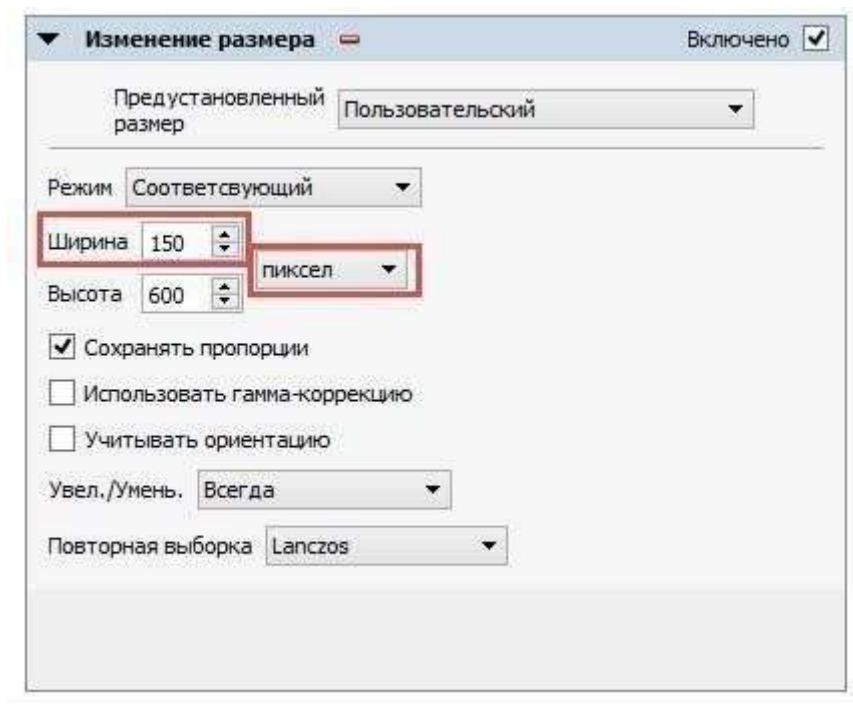 Изменение размера
Включено
Предустановленный
размер
Пользовательский
Режим Соответсвующий
Ширина 150
пиксел
Высота 600
Сохранять пропорции
Использовать гамма-коррекцию
Учитывать ориентацию
Увел./Умень. Всегда
Повторная выборка Lanczos